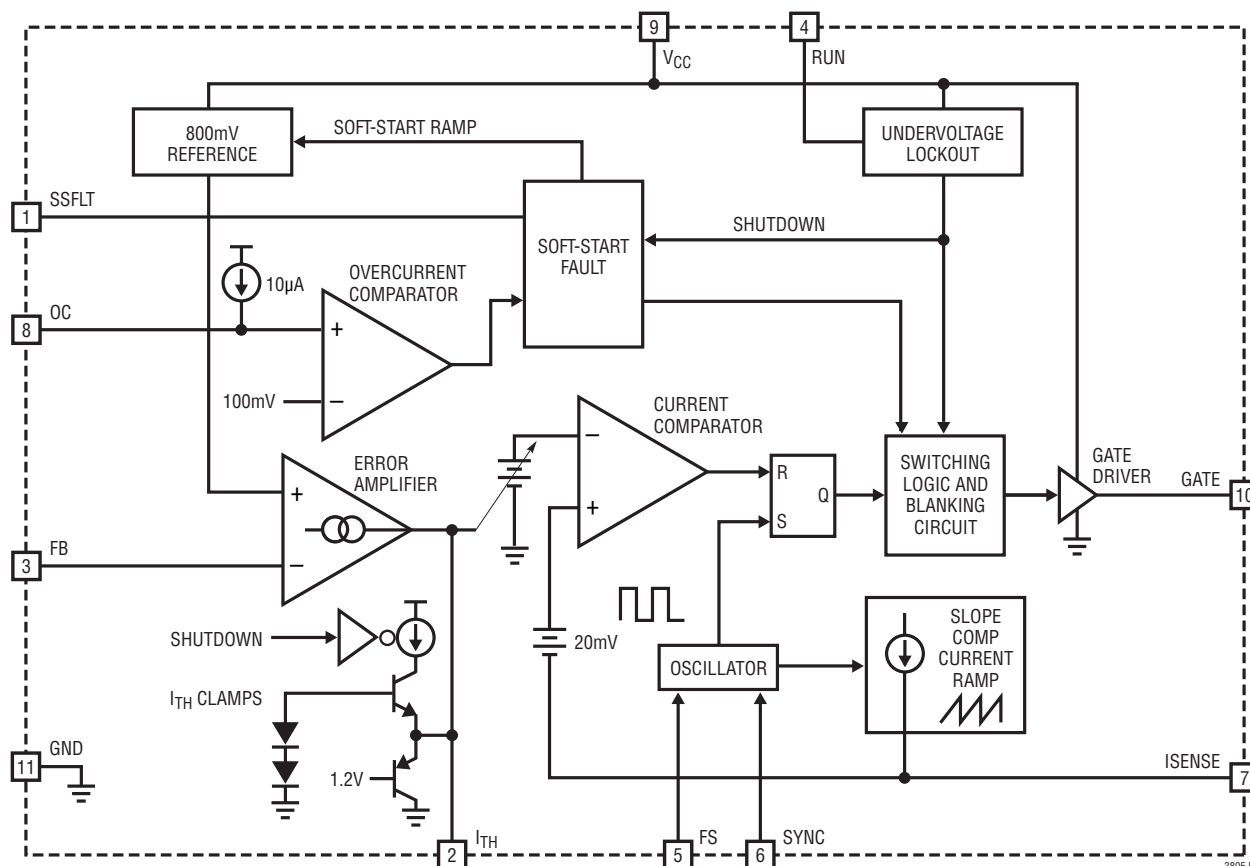 9
4
VCC
RUN
800mV
REFERENCE
SOFT-START RAMP
UNDERVOLTAGE
LOCKOUT
1
SSFLT
SOFT-START
FAULT
SHUTDOWN
10µA
OVERCURRENT
COMPARATOR
8
OC
+
100mV
–
CURRENT
COMPARATOR
ERROR
AMPLIFIER
+
–
–
+
R
S
Q
SWITCHING
LOGIC AND
BLANKING
CIRCUIT
GATE
DRIVER
GATE
10
3
FB
SHUTDOWN
20mV
OSCILLATOR
SLOPE
COMP
CURRENT
RAMP
ITH CLAMPS
11
GND
1.2V
ISENSE
7
2
ITH
5
FS
6
SYNC